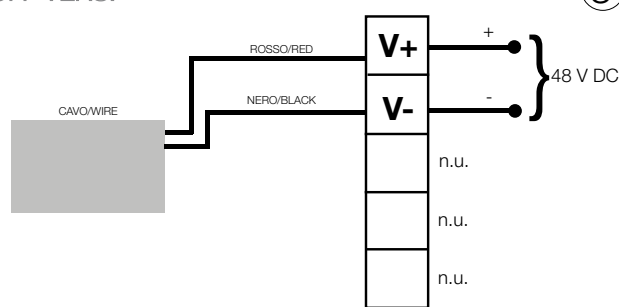 ROSSO/RED
V+
+
NERO/BLACK
V-
-
48 V DC
CAVO/WIRE
n.u.
n.u.
n.u.